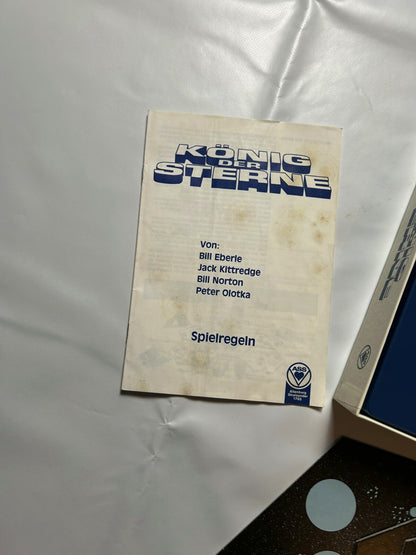 KÖNIG
DER
STERNE
Von:
Bill Eberle
Jack Kittredge
Bill Norton
Peter Olotka
Spielregeln
ASS